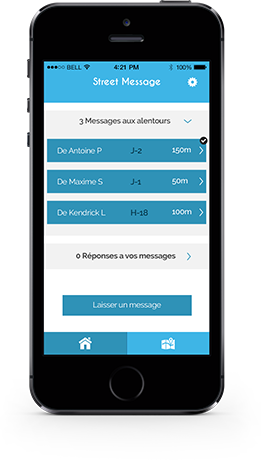 BELL 4:21 PM 100%
Street Message
3 Messages aux alentours
De Antoine P J-2 150m
De Maxime S J-1 50m
De Kendrick L H-18 100m
0 Réponses a vos messages
Laisser un message